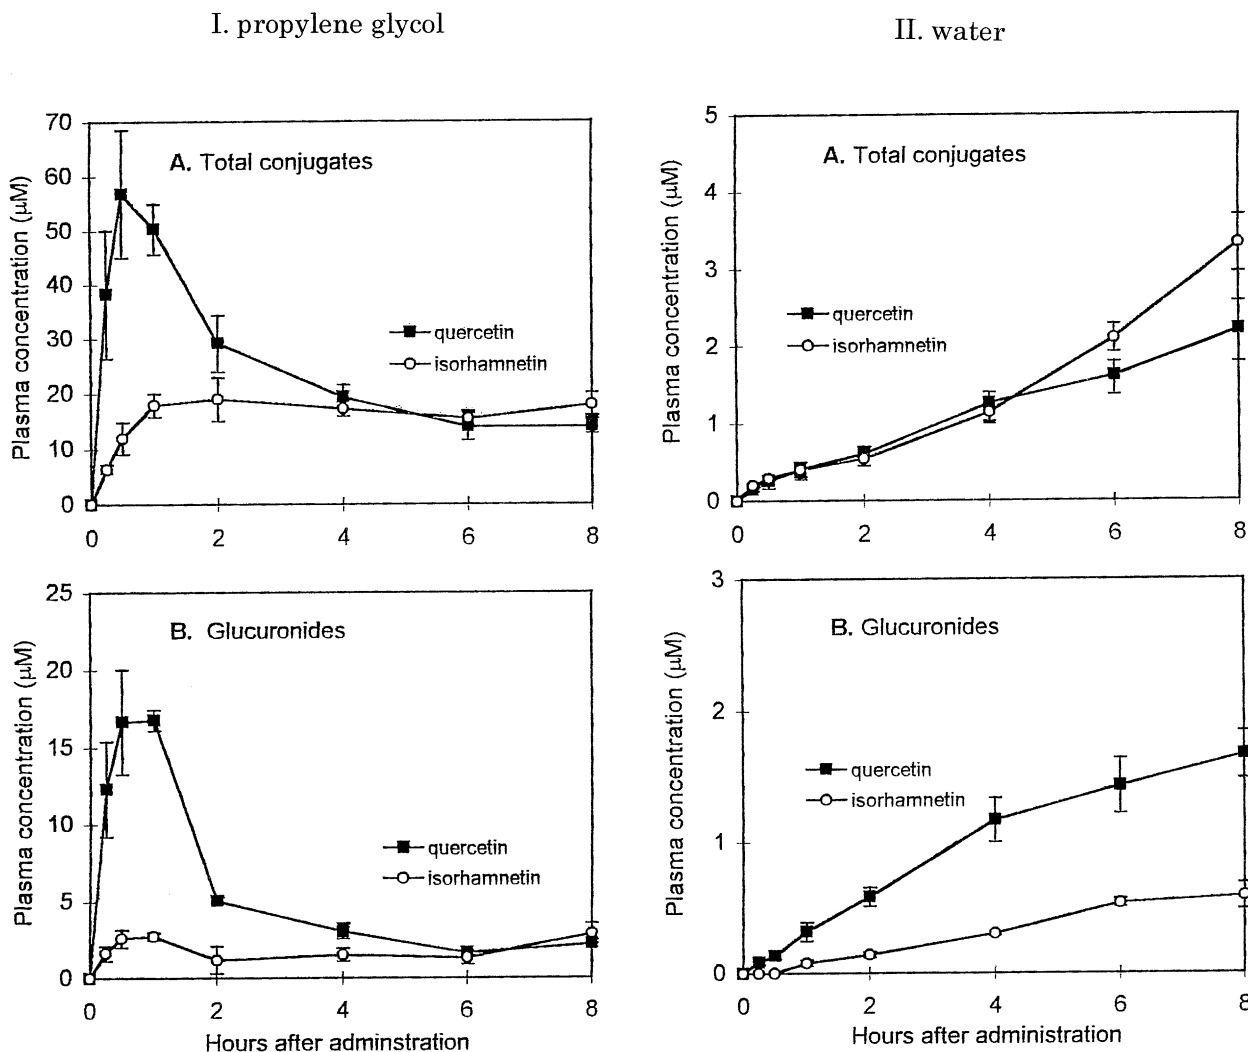 I. propylene glycol
II. water
70
60
50
40
30
20
10
0
Plasma concentration (μM)
A. Total conjugates
quercetin
isorhamnetin
0 2 4 6 8
5
4
3
2
1
0
Plasma concentration (μM)
A. Total conjugates
quercetin
isorhamnetin
0 2 4 6 8
25
20
15
10
5
0
Plasma concentration (μM)
B. Glucuronides
quercetin
isorhamnetin
0 2 4 6 8
Hours after adminstration
3
2
1
0
Plasma concentration (μM)
B. Glucuronides
quercetin
isorhamnetin
0 2 4 6 8
Hours after administration